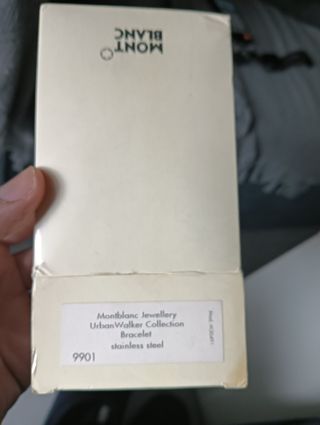 MONT
BLANC
Montblanc Jewellery
UrbanWalker Collection
Bracelet
stainless steel
9901